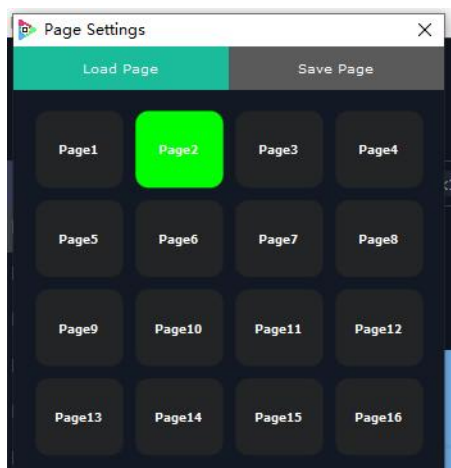 Page Settings
Load Page Save Page
Page1 Page2 Page3 Page4
Page5 Page6 Page7 Page8
Page9 Page10 Page11 Page12
Page13 Page14 Page15 Page16